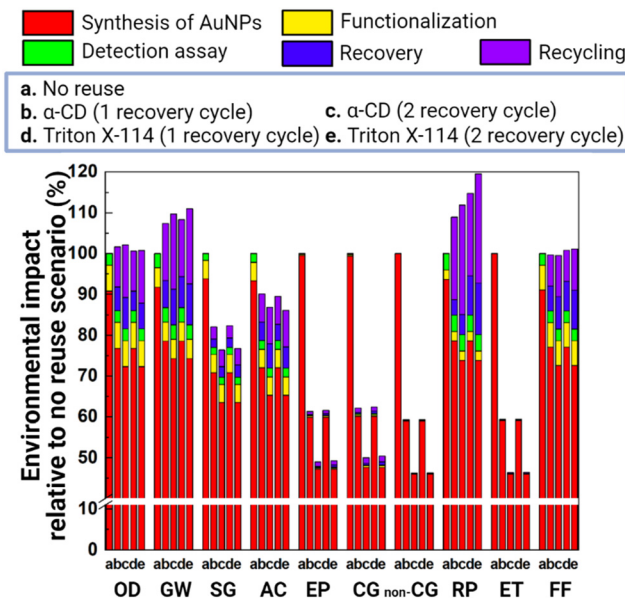 Synthesis of AuNPs Functionalization
Detection assay Recovery Recycling
a. No reuse
b. α-CD (1 recovery cycle) c. α-CD (2 recovery cycle)
d. Triton X-114 (1 recovery cycle) e. Triton X-114 (2 recovery cycle)
Environmental impact
relative to no reuse scenario (%)
120
110
100
90
80
70
60
50
10
0
abcde abcde abcde abcde abcde abcde abcde abcde abcde abcde
OD GW SG AC EP CG non-CG RP ET FF